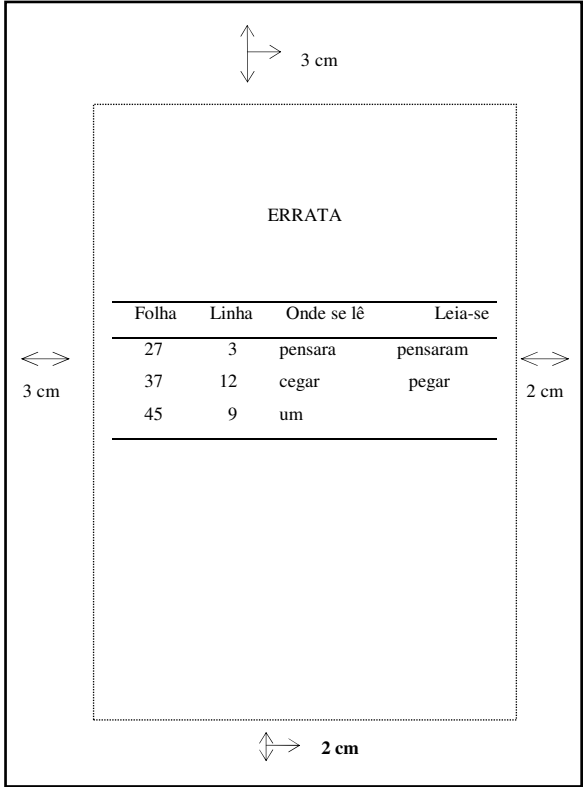 3 cm
ERRATA
Folha Linha Onde se lê Leia-se
27 3 pensara pensaram
37 12 cegar pegar
3 cm 2 cm
45 9 um
2 cm